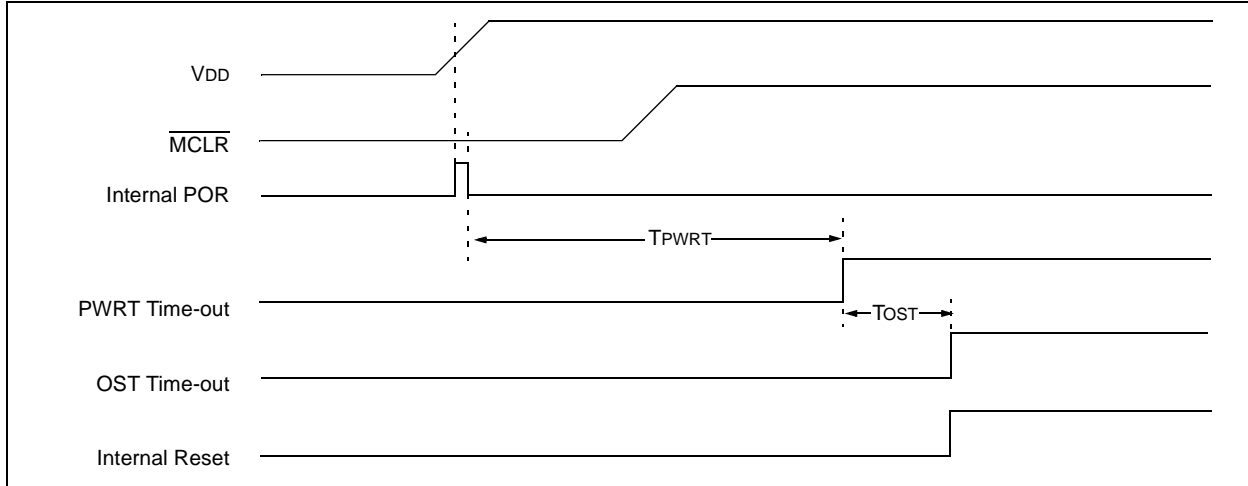 VDD
MCLR
Internal POR
TPWRT
PWRT Time-out
TOST
OST Time-out
Internal Reset